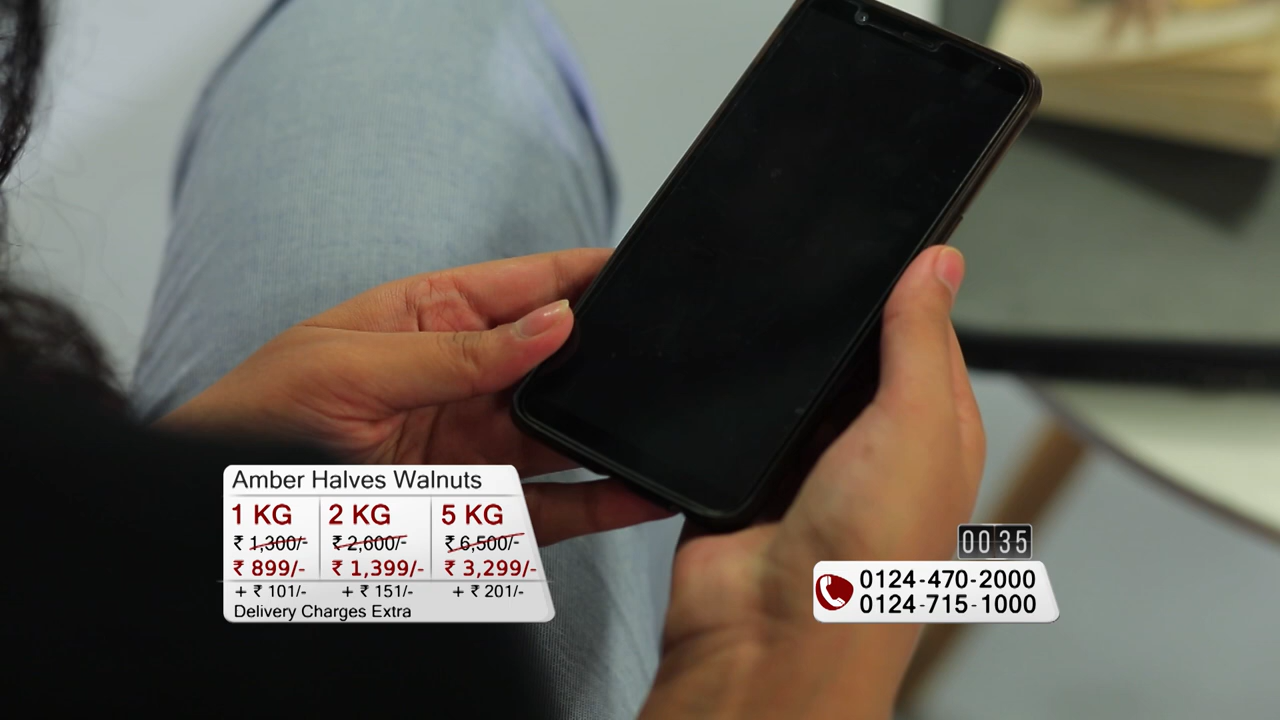 Amber Halves Walnuts
1 KG 2 KG 5 KG
₹ 1,300/- ₹ 2,600/- ₹ 6,500/-
₹ 899/- ₹ 1,399/- ₹ 3,299/-
+ ₹ 101/- + ₹ 151/- + ₹ 201/-
Delivery Charges Extra
00 35
0124-470-2000
0124-715-1000